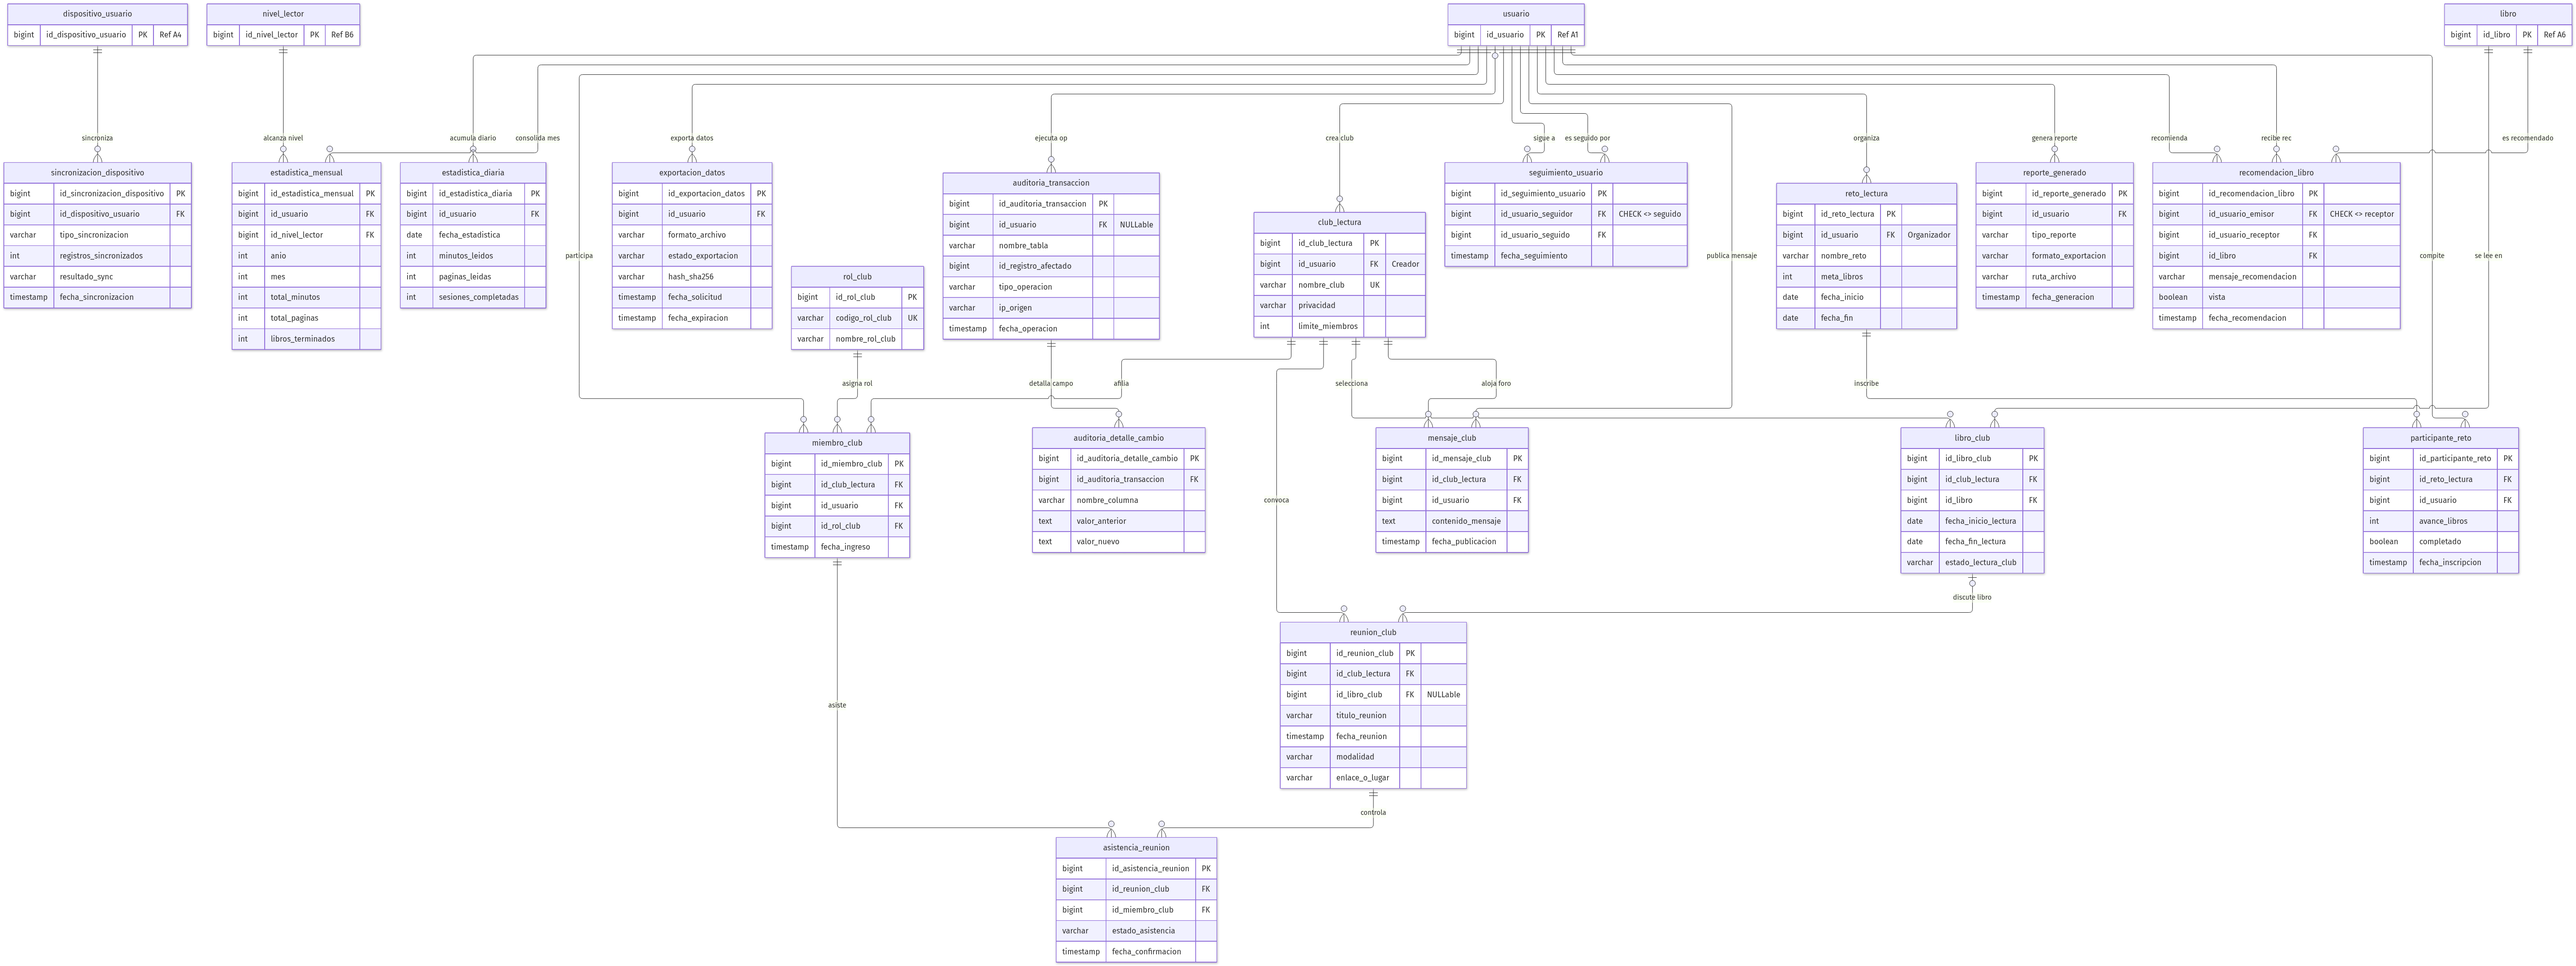 dispositivo_usuario
bigint id_dispositivo_usuario PK Ref A4
nivel_lector
bigint id_nivel_lector PK Ref B6
usuario
bigint id_usuario PK Ref A1
libro
bigint id_libro PK Ref A6
sincroniza
alcanza nivel
acumula diario
consolida mes
exporta datos
ejecuta op
crea club
sigue a
es seguido por
organiza
genera reporte
recomienda
recibe rec
es recomendado
sincronizacion_dispositivo
bigint id_sincronizacion_dispositivo PK
bigint id_dispositivo_usuario FK
varchar tipo_sincronizacion
int registros_sincronizados
varchar resultado_sync
timestamp fecha_sincronizacion
estadistica_mensual
bigint id_estadistica_mensual PK
bigint id_usuario FK
bigint id_nivel_lector FK
int anio
int mes
int total_minutos
int total_paginas
int libros_terminados
estadistica_diaria
bigint id_estadistica_diaria PK
bigint id_usuario FK
date fecha_estadistica
int minutos_leidos
int paginas_leidas
int sesiones_completadas
participa
exportacion_datos
bigint id_exportacion_datos PK
bigint id_usuario FK
varchar formato_archivo
varchar estado_exportacion
varchar hash_sha256
timestamp fecha_solicitud
timestamp fecha_expiracion
rol_club
bigint id_rol_club PK
varchar codigo_rol_club UK
varchar nombre_rol_club
auditoria_transaccion
bigint id_auditoria_transaccion PK
bigint id_usuario FK NULLable
varchar nombre_tabla
bigint id_registro_afectado
varchar tipo_operacion
varchar ip_origen
timestamp fecha_operacion
club_lectura
bigint id_club_lectura PK
bigint id_usuario FK Creador
varchar nombre_club UK
varchar privacidad
int limite_miembros
seguimiento_usuario
bigint id_seguimiento_usuario PK
bigint id_usuario_seguidor FK CHECK <> seguido
bigint id_usuario_seguido FK
timestamp fecha_seguimiento
publica mensaje
reto_lectura
bigint id_reto_lectura PK
bigint id_usuario FK Organizador
varchar nombre_reto
int meta_libros
date fecha_inicio
date fecha_fin
reporte_generado
bigint id_reporte_generado PK
bigint id_usuario FK
varchar tipo_reporte
varchar formato_exportacion
varchar ruta_archivo
timestamp fecha_generacion
recomendacion_libro
bigint id_recomendacion_libro PK
bigint id_usuario_emisor FK CHECK <> receptor
bigint id_usuario_receptor FK
bigint id_libro FK
varchar mensaje_recomendacion
boolean vista
timestamp fecha_recomendacion
compite
se lee en
asigna rol
detalla campo
afilia
selecciona
aloja foro
inscribe
miembro_club
bigint id_miembro_club PK
bigint id_club_lectura FK
bigint id_usuario FK
bigint id_rol_club FK
timestamp fecha_ingreso
auditoria_detalle_cambio
bigint id_auditoria_detalle_cambio PK
bigint id_auditoria_transaccion FK
varchar nombre_columna
text valor_anterior
text valor_nuevo
convoca
mensaje_club
bigint id_mensaje_club PK
bigint id_club_lectura FK
bigint id_usuario FK
text contenido_mensaje
timestamp fecha_publicacion
libro_club
bigint id_libro_club PK
bigint id_club_lectura FK
bigint id_libro FK
date fecha_inicio_lectura
date fecha_fin_lectura
varchar estado_lectura_club
participante_reto
bigint id_participante_reto PK
bigint id_reto_lectura FK
bigint id_usuario FK
int avance_libros
boolean completado
timestamp fecha_inscripcion
discute libro
reunion_club
bigint id_reunion_club PK
bigint id_club_lectura FK
bigint id_libro_club FK NULLable
varchar titulo_reunion
timestamp fecha_reunion
varchar modalidad
varchar enlace_o_lugar
asiste
controla
asistencia_reunion
bigint id_asistencia_reunion PK
bigint id_reunion_club FK
bigint id_miembro_club FK
varchar estado_asistencia
timestamp fecha_confirmacion